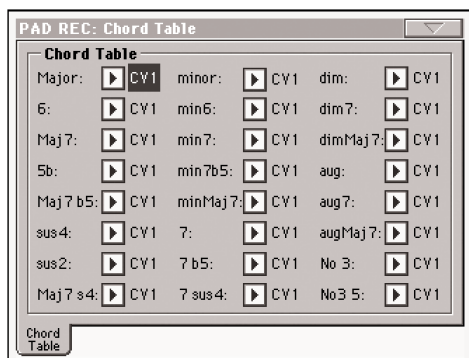 PAD REC: Chord Table
Chord Table
Major: CV1 minor: CV1 dim: CV1
6: CV1 min6: CV1 dim7: CV1
Maj7: CV1 min7: CV1 dimMaj7: CV1
5b: CV1 min7b5: CV1 aug: CV1
Maj7 b5: CV1 minMaj7: CV1 aug7: CV1
sus4: CV1 7: CV1 augMaj7: CV1
sus2: CV1 7 b5: CV1 No 3: CV1
Maj7 s4: CV1 7 sus4: CV1 No3 5: CV1
Chord
Table